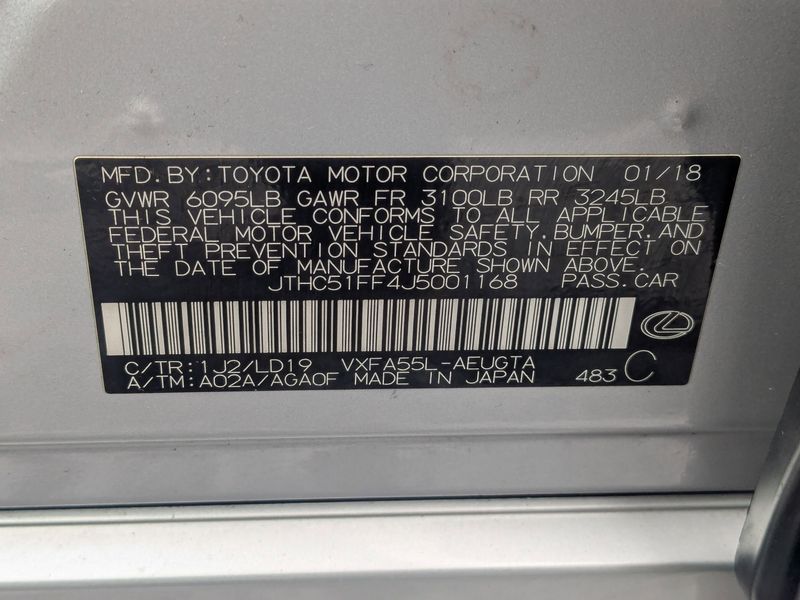 MFD.BY:TOYOTA MOTOR CORPORATION 01/18
GVWR 6095LB GAWR FR 3100LB RR 3245LB
THIS VEHICLE CONFORMS TO ALL APPLICABLE
FEDERAL MOTOR VEHICLE SAFETY,BUMPER,AND
THEFT PREVENTION STANDARDS IN EFFECT ON
THE DATE OF MANUFACTURE SHOWN ABOVE.
JTHC51FF4J5001168 PASS.CAR
C/TR:1J2/LD19 VXFA55L-AEUGTA
A/TM:A02A/AGA0F MADE IN JAPAN 483 C